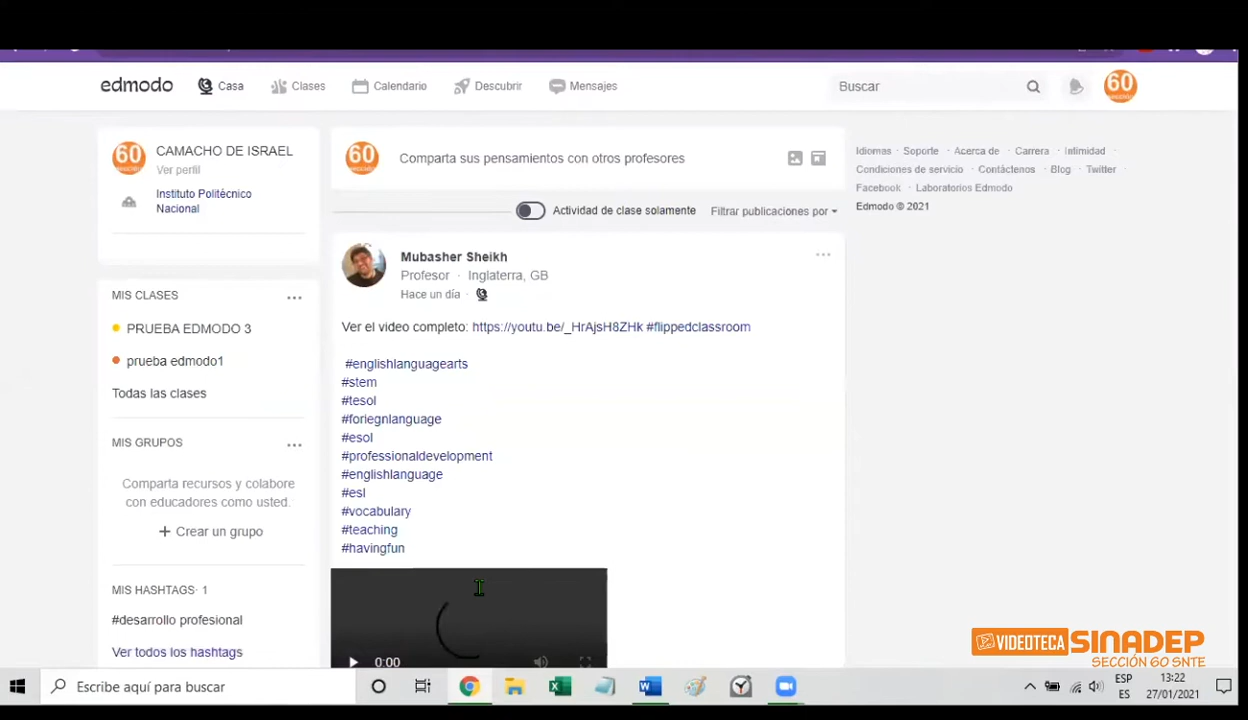 edmodo Casa Clases Calendario Descubrir Mensajes Buscar 60 SECCIÓN
60 CAMACHO DE ISRAEL
Ver perfil
Instituto Politécnico
Nacional
MIS CLASES
PRUEBA EDMODO 3
prueba edmodo1
Todas las clases
MIS GRUPOS
Comparta recursos y colabore
con educadores como usted.
+ Crear un grupo
MIS HASHTAGS· 1
#desarrollo profesional
Ver todos los hashtags
60 Comparta sus pensamientos con otros profesores
Actividad de clase solamente Filtrar publicaciones por
Mubasher Sheikh
Profesor · Inglaterra, GB
Hace un día ·
Ver el video completo: https://youtu.be/_HrAjsH8ZHk #flippedclassroom
#englishlanguagearts
#stem
#tesol
#foriegnlanguage
#esol
#professionaldevelopment
#englishlanguage
#esl
#vocabulary
#teaching
#havingfun
0:00
Idiomas · Soporte · Acerca de · Carrera · Intimidad ·
Condiciones de servicio · Contáctenos · Blog · Twitter ·
Facebook · Laboratorios Edmodo
Edmodo © 2021
VIDEOTECA SINADEP
SECCIÓN 60 SNTE
Escribe aquí para buscar
ESP
ES
13:22
27/01/2021